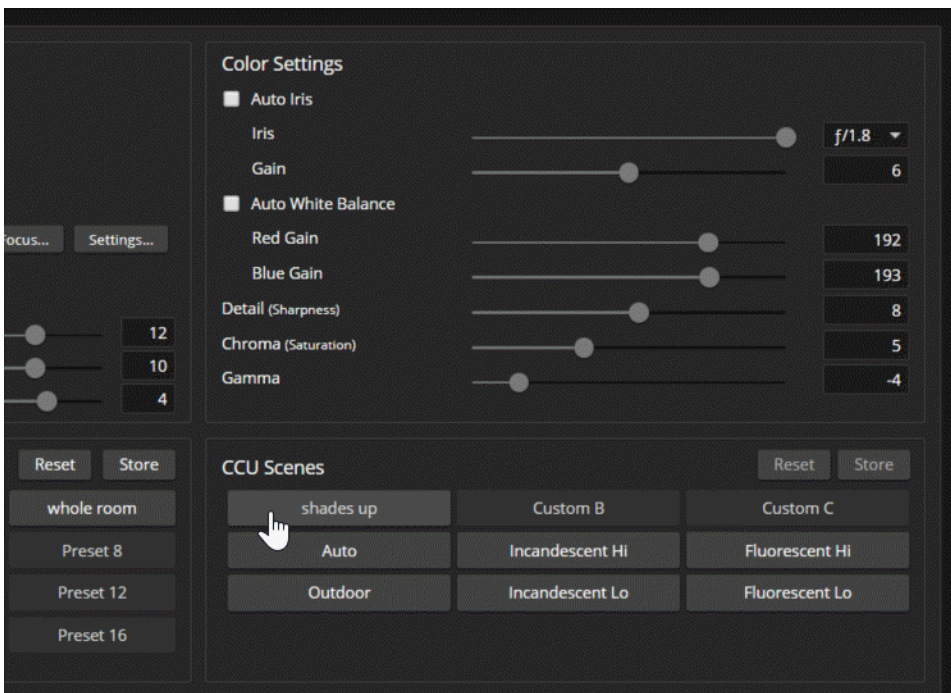 Color Settings
Auto Iris
Iris
ƒ/1.8
Gain
6
Auto White Balance
Red Gain
192
Blue Gain
193
Detail (Sharpness)
8
Chroma (Saturation)
5
Gamma
-4
Focus...
Settings...
12
10
4
Reset
Store
whole room
Preset 8
Preset 12
Preset 16
CCU Scenes
Reset
Store
shades up
Custom B
Custom C
Auto
Incandescent Hi
Fluorescent Hi
Outdoor
Incandescent Lo
Fluorescent Lo